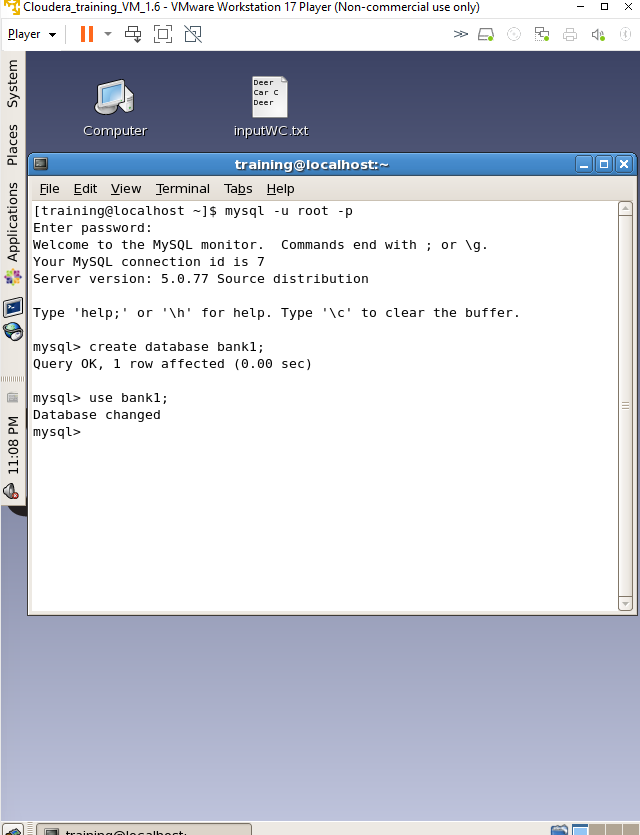 Cloudera_training_VM_1.6 - VMware Workstation 17 Player (Non-commercial use only)
Player
System
Places
Applications
11:08 PM
Computer
Deer
Car C
Deer
inputWC.txt
training@localhost:~
File Edit View Terminal Tabs Help
[training@localhost ~]$ mysql -u root -p
Enter password:
Welcome to the MySQL monitor.  Commands end with ; or \g.
Your MySQL connection id is 7
Server version: 5.0.77 Source distribution
Type 'help;' or '\h' for help. Type '\c' to clear the buffer.
mysql> create database bank1;
Query OK, 1 row affected (0.00 sec)
mysql> use bank1;
Database changed
mysql>
training@localhost: